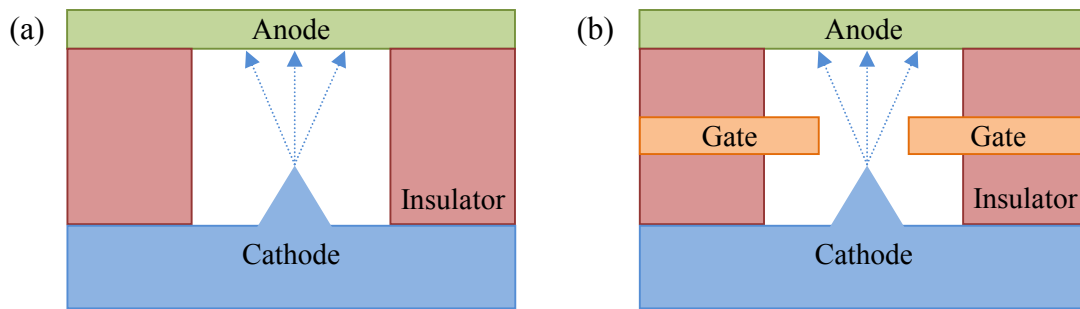 (a)
Anode
Insulator
Cathode
(b)
Anode
Gate
Gate
Insulator
Cathode